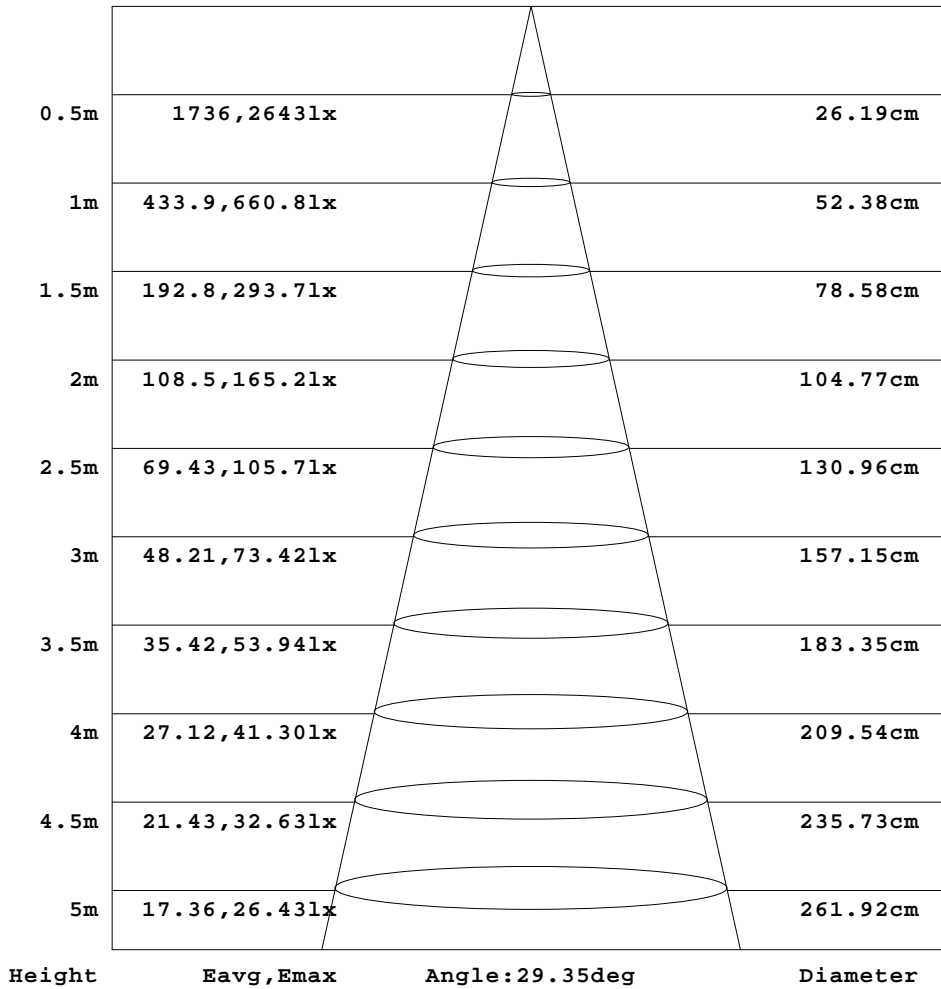 0.5m 1736,2643lx 26.19cm
1m 433.9,660.8lx 52.38cm
1.5m 192.8,293.7lx 78.58cm
2m 108.5,165.2lx 104.77cm
2.5m 69.43,105.7lx 130.96cm
3m 48.21,73.42lx 157.15cm
3.5m 35.42,53.94lx 183.35cm
4m 27.12,41.30lx 209.54cm
4.5m 21.43,32.63lx 235.73cm
5m 17.36,26.43lx 261.92cm
Height Eavg,Emax Angle:29.35deg Diameter